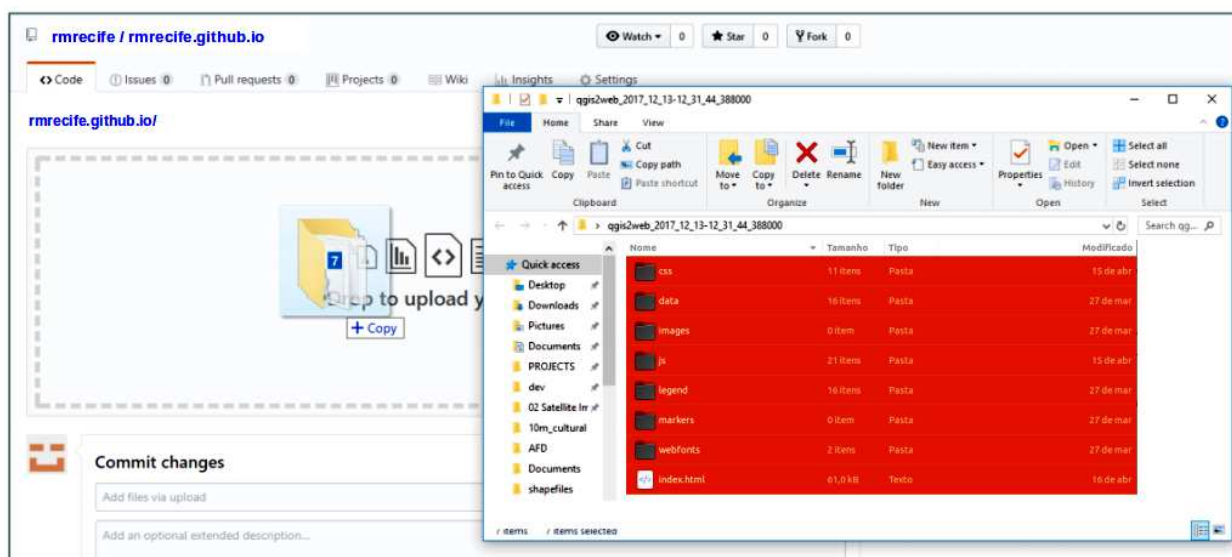 rmrecife / rmrecife.github.io
Watch 0 Star 0 Fork 0
Code Issues 0 Pull requests 0 Projects 0 Wiki Insights Settings
rmrecife.github.io/
7
Drop to upload y
+ Copy
Commit changes
Add files via upload
Add an optional extended description...
qgis2web_2017_12_13-12_31_44_388000
File Home Share View
Pin to Quick access
Copy
Paste
Cut
Copy path
Paste shortcut
Clipboard
Move to
Copy to
Delete
Rename
Organize
New folder
New item
Easy access
New
Properties
Open
Edit
History
Open
Select all
Select none
Invert selection
Select
qgis2web_2017_12_13-12_31_44_388000
Search qg...
Quick access
Desktop
Downloads
Pictures
Documents
PROJECTS
dev
02 Satellite Im
10m_cultural
AFD
Documents
shapefiles
Nome Tamanho Tipo Modificado
css 11 itens Pasta 15 de abr
data 16 itens Pasta 27 de mar
images 0 item Pasta 27 de mar
js 21 itens Pasta 15 de abr
legend 16 itens Pasta 27 de mar
markers 0 item Pasta 27 de mar
webfonts 2 itens Pasta 27 de mar
index.html 61,0 kB Texto 16 de abr
7 items 7 items selected